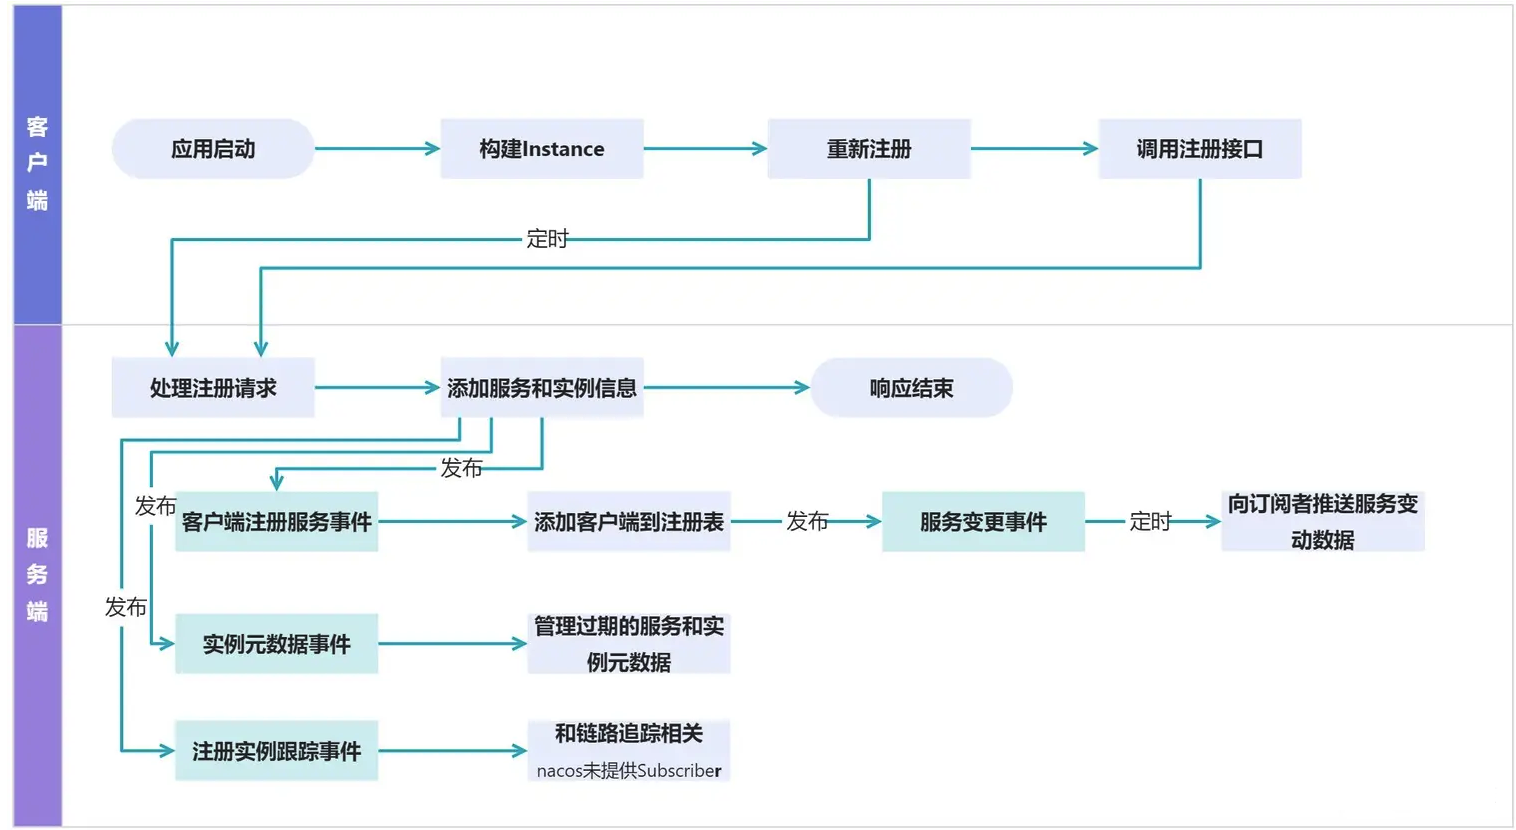 客户端
应用启动
构建Instance
重新注册
调用注册接口
定时
服务端
处理注册请求
添加服务和实例信息
响应结束
发布
发布
客户端注册服务事件
添加客户端到注册表
发布
服务变更事件
定时
向订阅者推送服务变
动数据
发布
实例元数据事件
管理过期的服务和实
例元数据
注册实例跟踪事件
和链路追踪相关
nacos未提供Subscriber